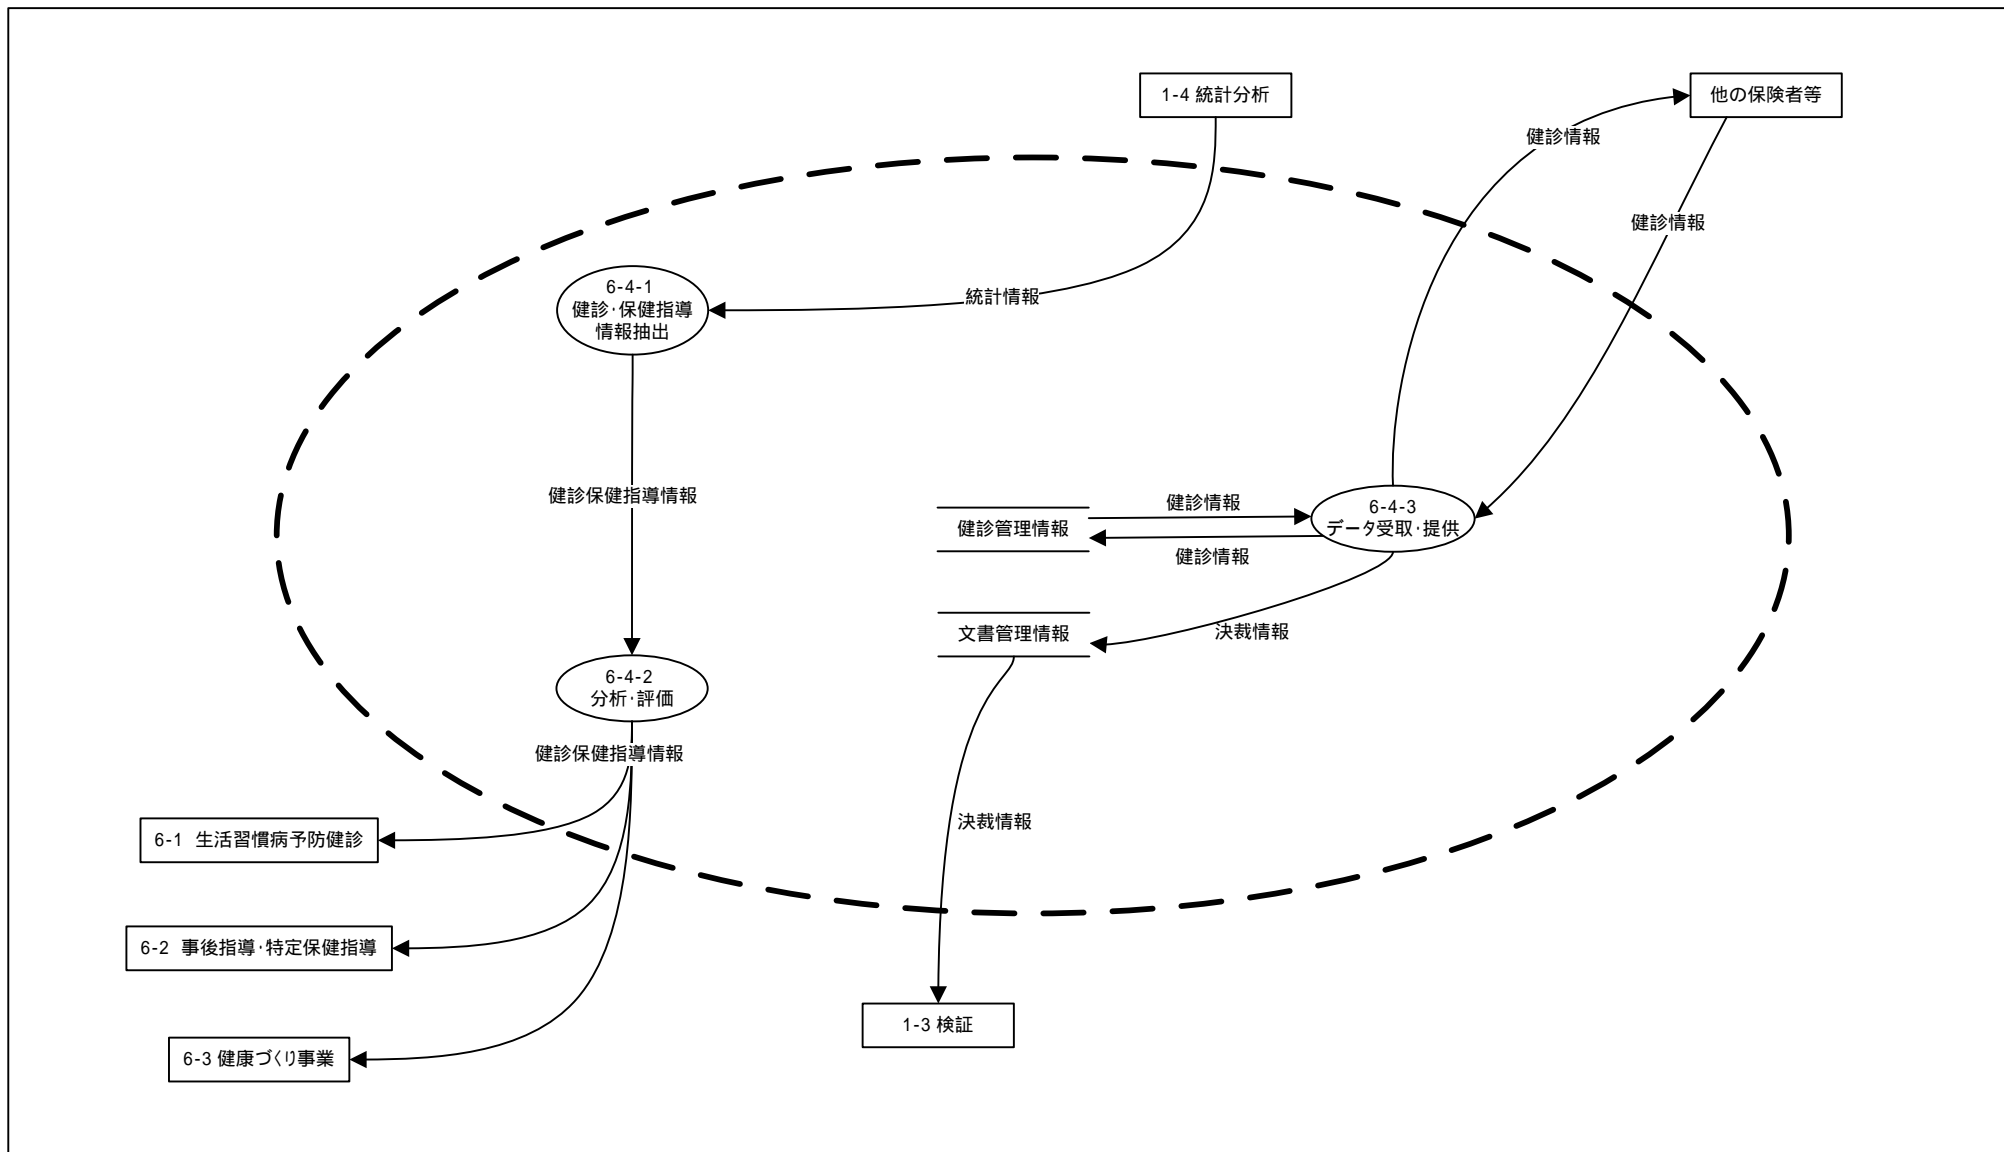 1-4 統計分析
他の保険者等
健診情報
健診情報
6-4-1
健診･保健指導
情報抽出
統計情報
健診保健指導情報
健診情報
健診管理情報
6-4-3
データ受取･提供
健診情報
文書管理情報
決裁情報
6-4-2
分析･評価
健診保健指導情報
決裁情報
6-1 生活習慣病予防健診
6-2 事後指導･特定保健指導
1-3 検証
6-3 健康づくり事業